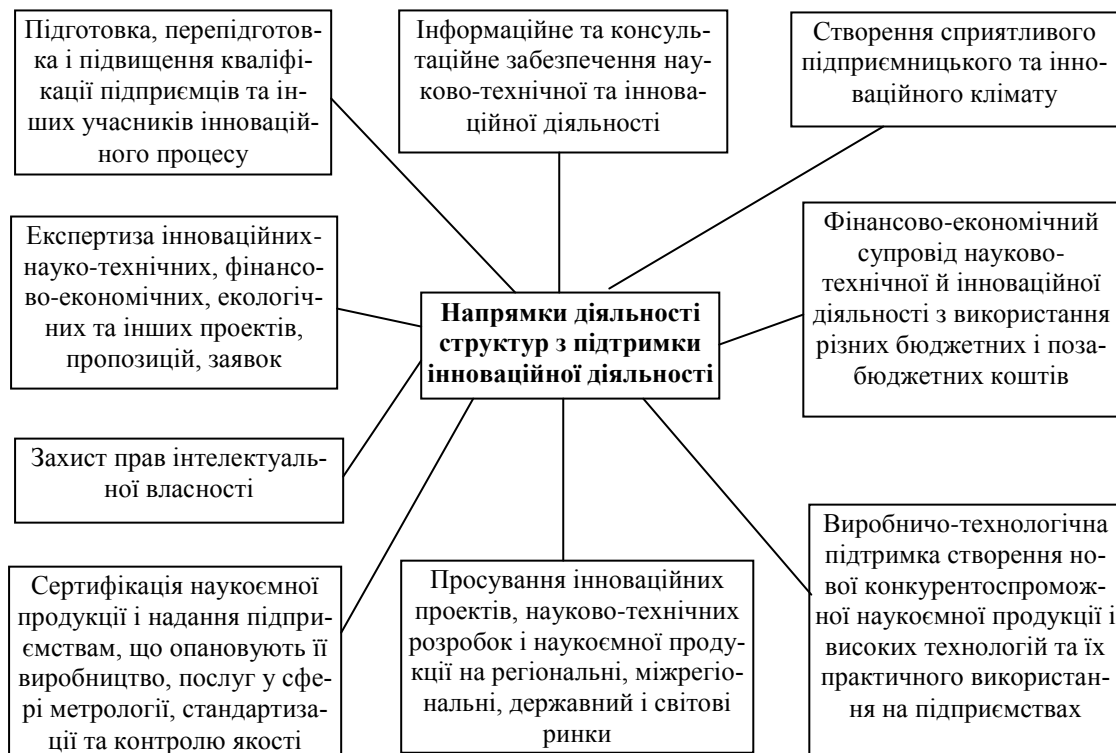 Підготовка, перепідготов-
ка і підвищення кваліфі-
кації підприємців та ін-
ших учасників інновацій-
ного процесу
Інформаційне та консуль-
таційне забезпечення нау-
ково-технічної та іннова-
ційної діяльності
Створення сприятливого
підприємницького та інно-
ваційного клімату
Експертиза інноваційних-
науко-технічних, фінансо-
во-економічних, екологіч-
них та інших проектів,
пропозицій, заявок
Напрямки діяльності
структур з підтримки
інноваційної діяльності
Фінансово-економічний
супровід науково-
технічної й інноваційної
діяльності з використання
різних бюджетних і поза-
бюджетних коштів
Захист прав інтелектуаль-
ної власності
Сертифікація наукоємної
продукції і надання підпри-
ємствам, що опановують її
виробництво, послуг у сфе-
рі метрології, стандартиза-
ції та контролю якості
Просування інноваційних
проектів, науково-технічних
розробок і наукоємної проду-
кції на регіональні, міжрегіо-
нальні, державний і світові
ринки
Виробничо-технологічна
підтримка створення но-
вої конкурентоспромож-
ної наукоємної продукції і
високих технологій та їх
практичного використан-
ня на підприємствах